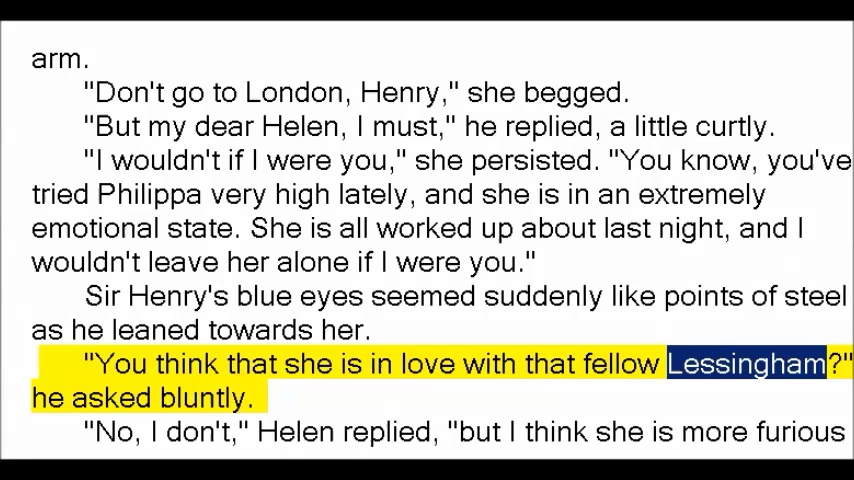 arm.
"Don't go to London, Henry," she begged.
"But my dear Helen, I must," he replied, a little curtly.
"I wouldn't if I were you," she persisted. "You know, you've
tried Philippa very high lately, and she is in an extremely
emotional state. She is all worked up about last night, and I
wouldn't leave her alone if I were you."
Sir Henry's blue eyes seemed suddenly like points of steel
as he leaned towards her.
"You think that she is in love with that fellow Lessingham?"
he asked bluntly.
"No, I don't," Helen replied, "but I think she is more furious